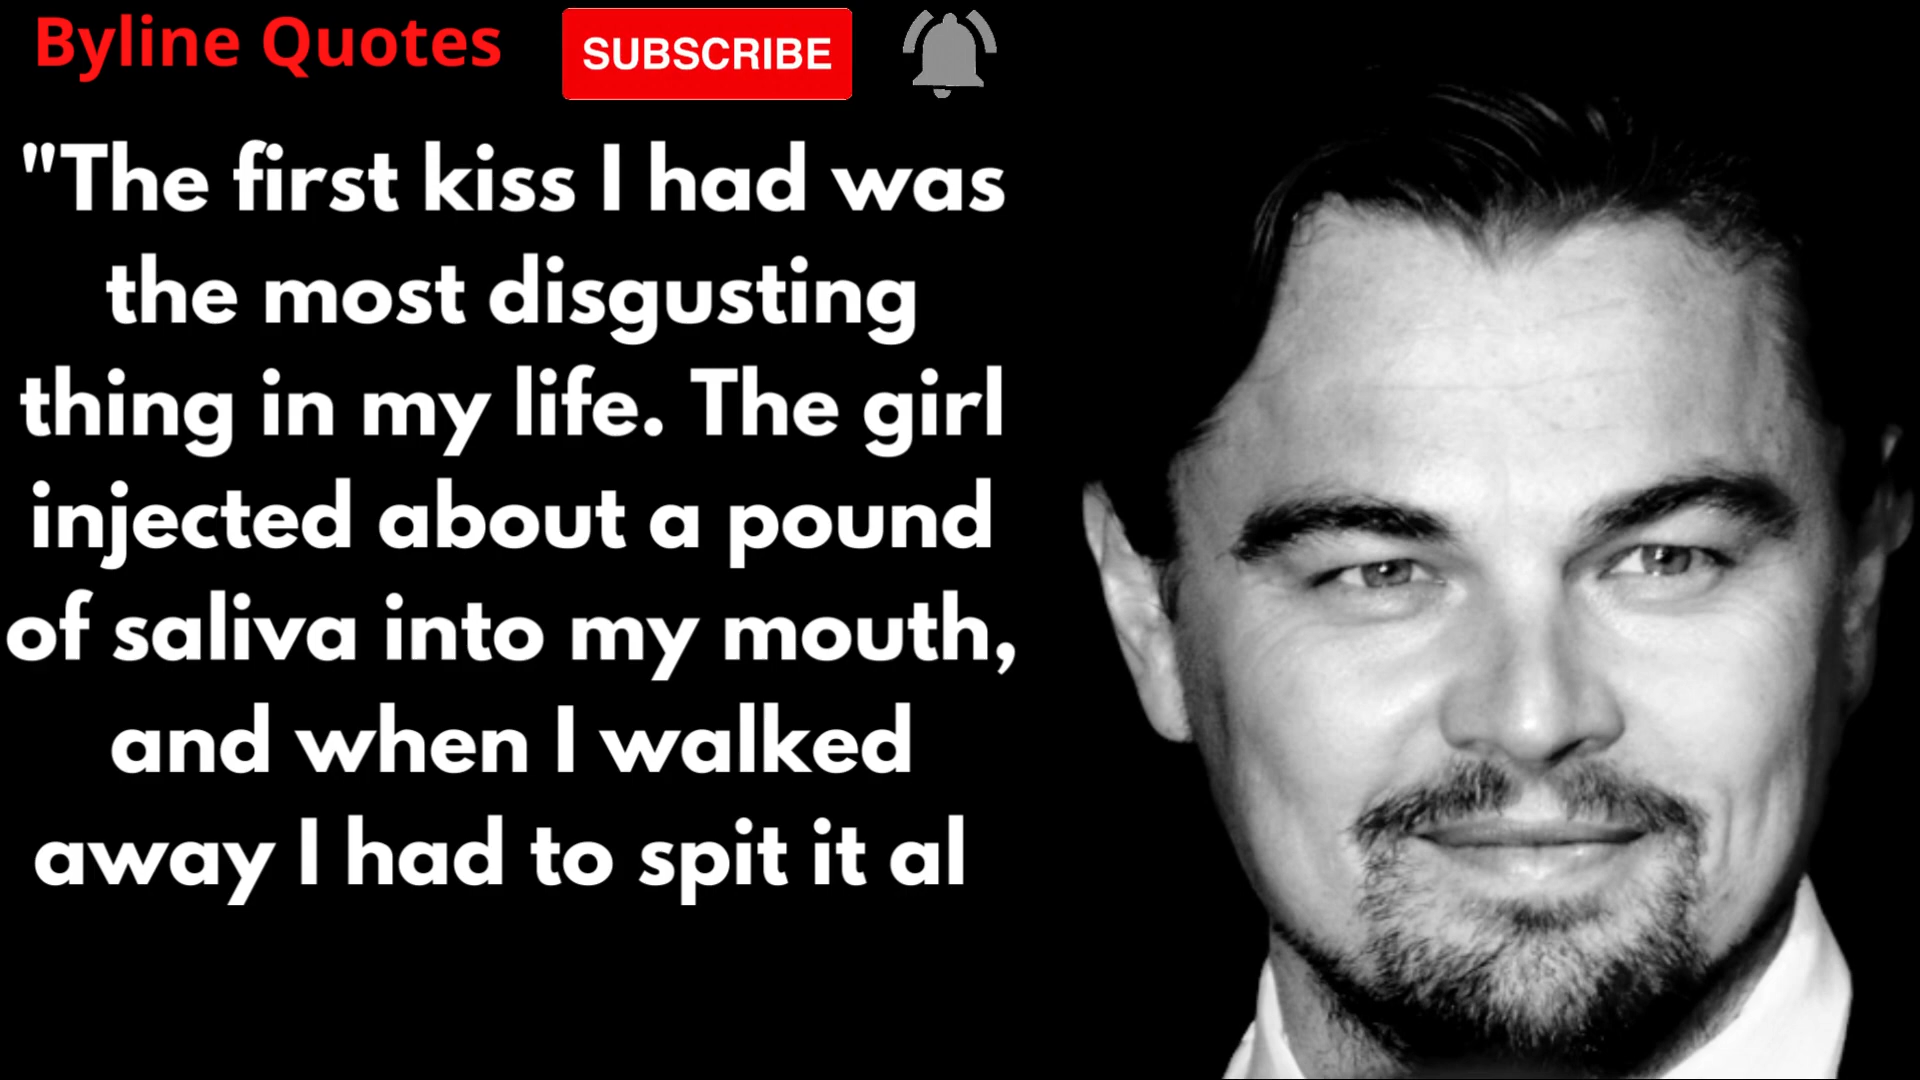 Byline Quotes
SUBSCRIBE
"The first kiss I had was
the most disgusting
thing in my life. The girl
injected about a pound
of saliva into my mouth,
and when I walked
away I had to spit it al